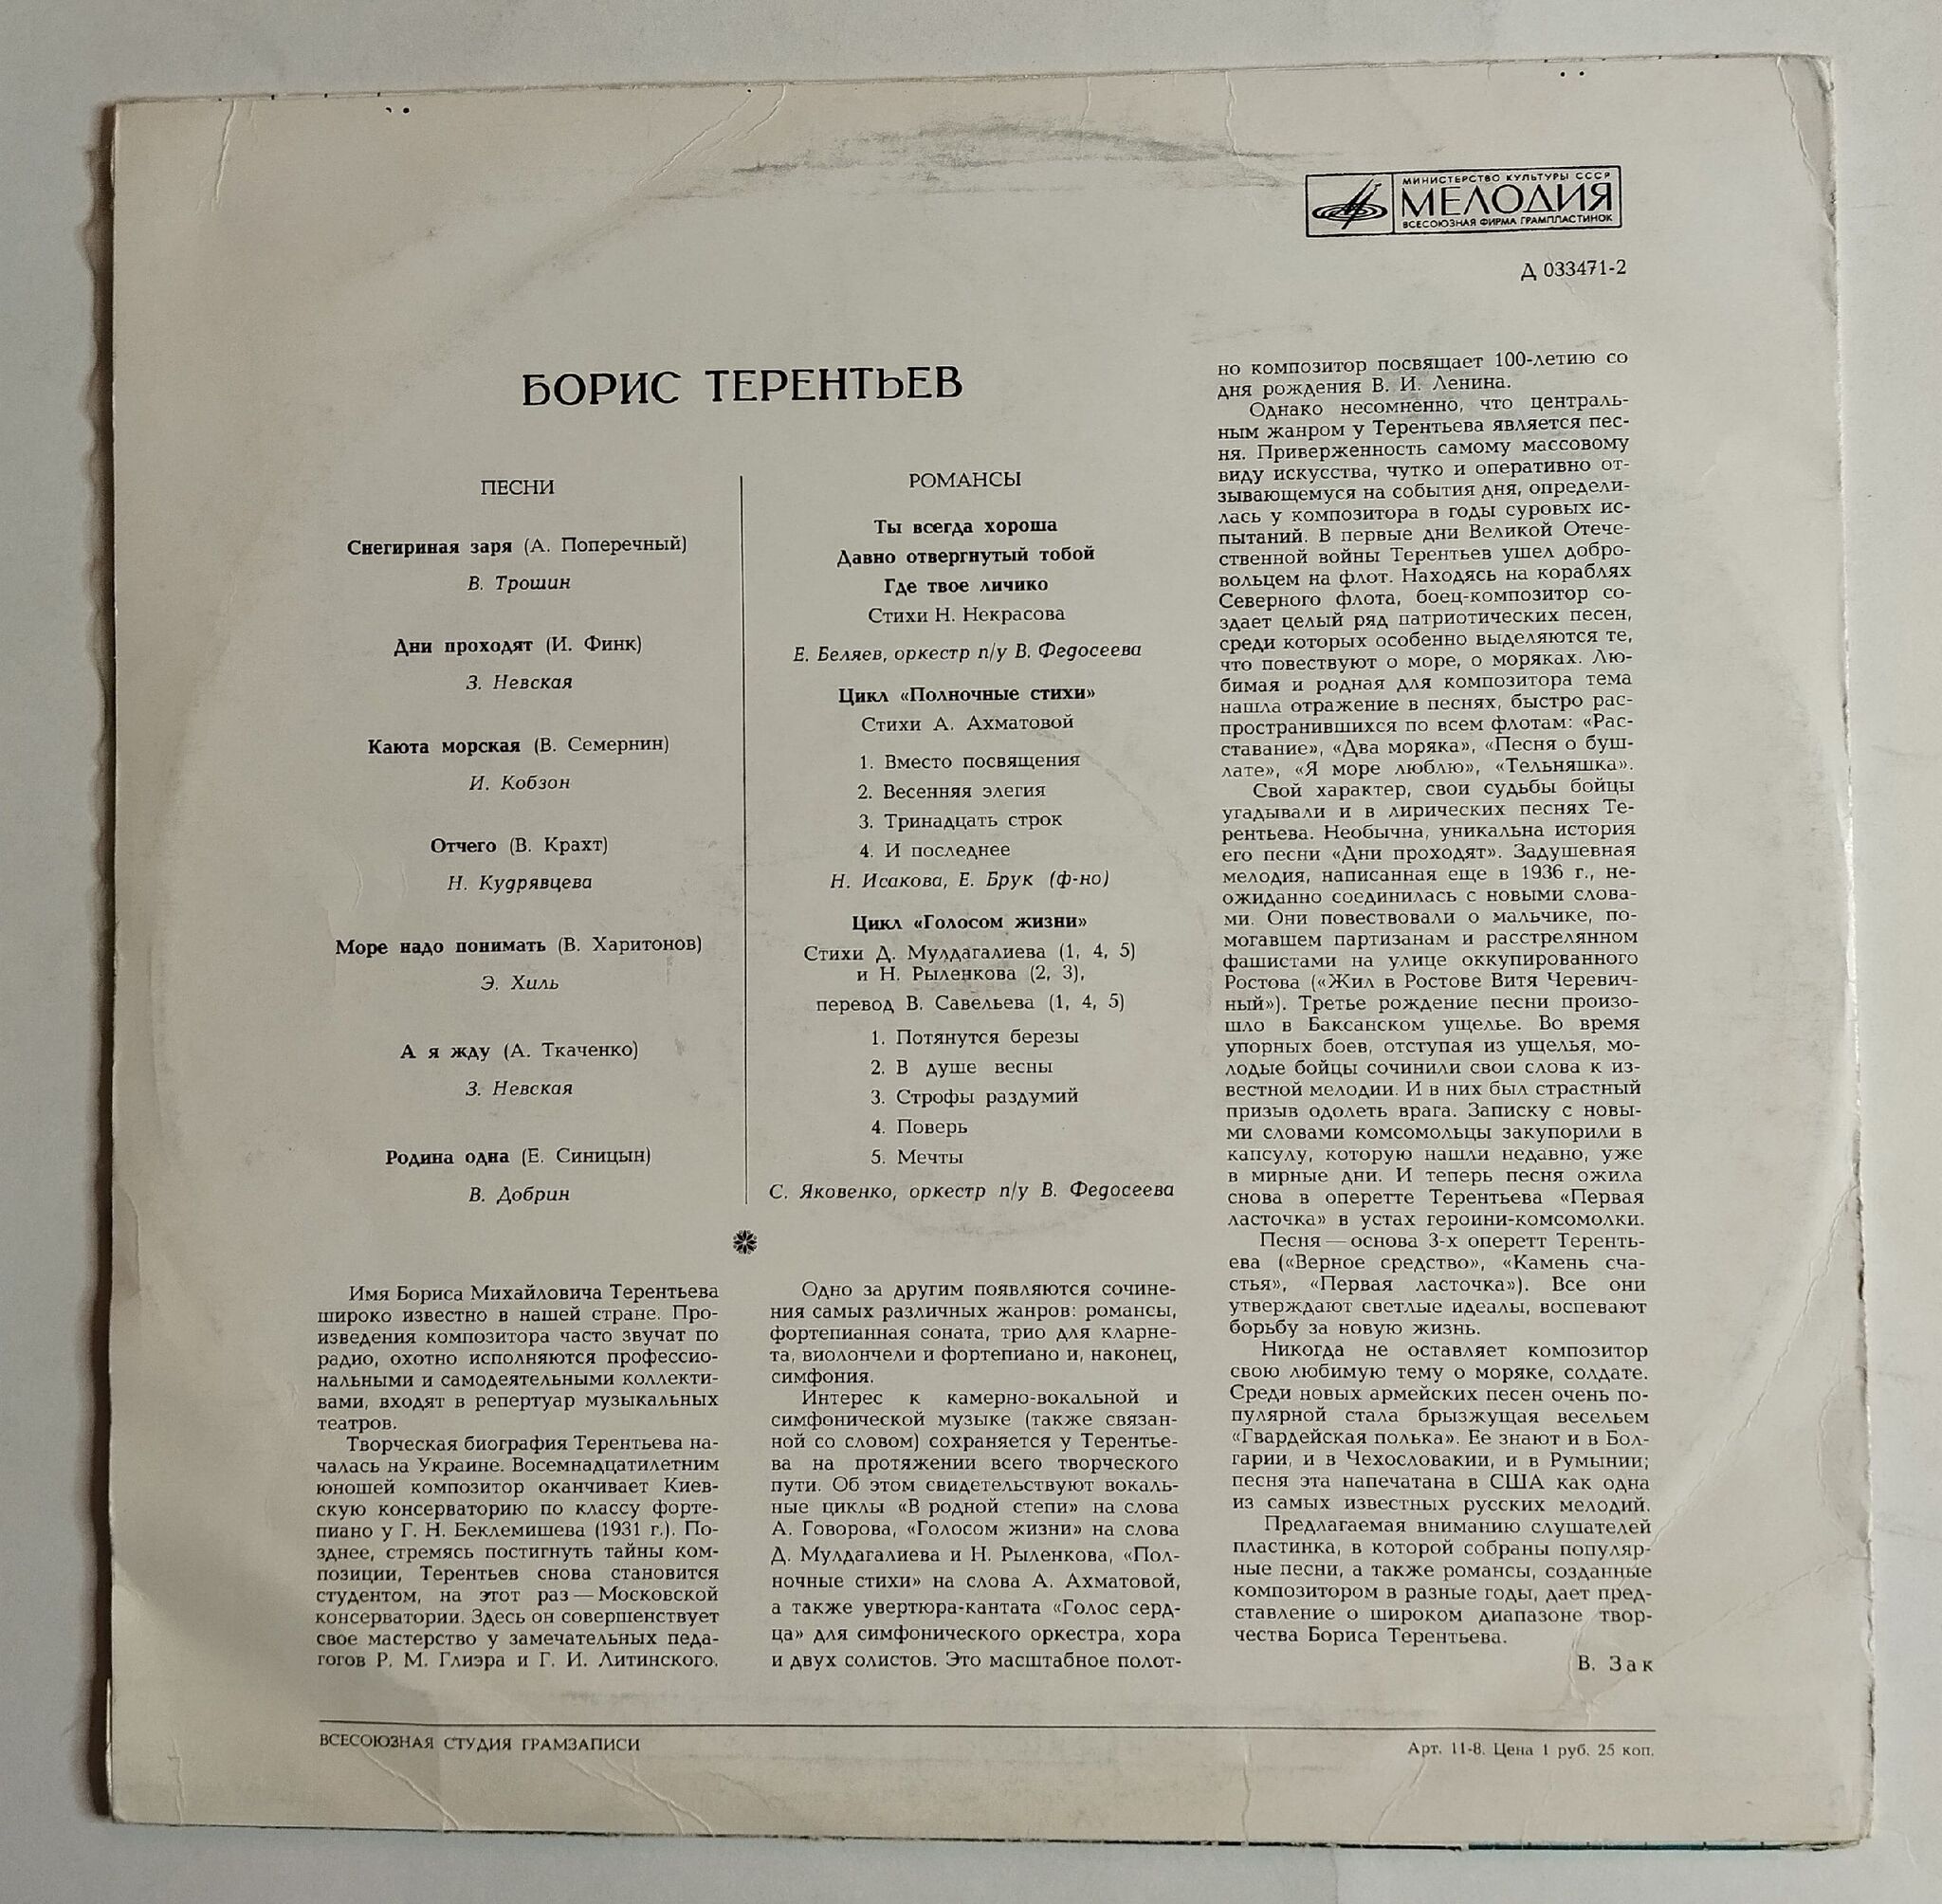 МИНИСТЕРСТВО КУЛЬТУРЫ СССР
МЕЛОДИЯ
ВСЕСОЮЗНАЯ ФИРМА ГРАМПЛАСТИНОК
Д 033471-2
БОРИС ТЕРЕНТЬЕВ
ПЕСНИ
Снегириная заря (А. Поперечный)
В. Трошин
Дни проходят (И. Финк)
З. Невская
Каюта морская (В. Семернин)
И. Кобзон
Отчего (В. Крахт)
Н. Кудрявцева
Море надо понимать (В. Харитонов)
Э. Хиль
А я жду (А. Ткаченко)
З. Невская
Родина одна (Е. Синицын)
В. Добрин
РОМАНСЫ
Ты всегда хороша
Давно отвергнутый тобой
Где твое личико
Стихи Н. Некрасова
Е. Беляев, оркестр п/у В. Федосеева
Цикл «Полночные стихи»
Стихи А. Ахматовой
1. Вместо посвящения
2. Весенняя элегия
3. Тринадцать строк
4. И последнее
Н. Исакова, Е. Брук (ф-но)
Цикл «Голосом жизни»
Стихи Д. Мулдагалиева (1, 4, 5)
и Н. Рыленкова (2, 3),
перевод В. Савельева (1, 4, 5)
1. Потянутся березы
2. В душе весны
3. Строфы раздумий
4. Поверь
5. Мечты
С. Яковенко, оркестр п/у В. Федосеева
Имя Бориса Михайловича Терентьева
широко известно в нашей стране. Про-
изведения композитора часто звучат по
радио, охотно исполняются профессио-
нальными и самодеятельными коллекти-
вами, входят в репертуар музыкальных
театров.
Творческая биография Терентьева на-
чалась на Украине. Восемнадцатилетним
юношей композитор оканчивает Киев-
скую консерваторию по классу форте-
пиано у Г. Н. Беклемишева (1931 г.). По-
зднее, стремясь постигнуть тайны ком-
позиции, Терентьев снова становится
студентом, на этот раз — Московской
консерватории. Здесь он совершенствует
свое мастерство у замечательных педа-
гогов Р. М. Глиэра и Г. И. Литинского.
Одно за другим появляются сочине-
ния самых различных жанров: романсы,
фортепианная соната, трио для кларне-
та, виолончели и фортепиано и, наконец,
симфония.
Интерес к камерно-вокальной и
симфонической музыке (также связан-
ной со словом) сохраняется у Терентье-
ва на протяжении всего творческого
пути. Об этом свидетельствуют вокаль-
ные циклы «В родной степи» на слова
А. Говорова, «Голосом жизни» на слова
Д. Мулдагалиева и Н. Рыленкова, «Пол-
ночные стихи» на слова А. Ахматовой,
а также увертюра-кантата «Голос серд-
ца» для симфонического оркестра, хора
и двух солистов. Это масштабное полот-
но композитор посвящает 100-летию со
дня рождения В. И. Ленина.
Однако несомненно, что централь-
ным жанром у Терентьева является пес-
ня. Приверженность самому массовому
виду искусства, чутко и оперативно от-
зывающемуся на события дня, определи-
лась у композитора в годы суровых ис-
пытаний. В первые дни Великой Отече-
ственной войны Терентьев ушел добро-
вольцем на флот. Находясь на кораблях
Северного флота, боец-композитор со-
здает целый ряд патриотических песен,
среди которых особенно выделяются те,
что повествуют о море, о моряках. Лю-
бимая и родная для композитора тема
нашла отражение в песнях, быстро рас-
пространившихся по всем флотам: «Рас-
ставание», «Два моряка», «Песня о буш-
лате», «Я море люблю», «Тельняшка».
Свой характер, свои судьбы бойцы
угадывали и в лирических песнях Те-
рентьева. Необычна, уникальна история
его песни «Дни проходят». Задушевная
мелодия, написанная еще в 1936 г., не-
ожиданно соединилась с новыми слова-
ми. Они повествовали о мальчике, по-
могавшем партизанам и расстрелянном
фашистами на улице оккупированного
Ростова («Жил в Ростове Витя Черевич-
ный»). Третье рождение песни произо-
шло в Баксанском ущелье. Во время
упорных боев, отступая из ущелья, мо-
лодые бойцы сочинили свои слова к из-
вестной мелодии. И в них был страстный
призыв одолеть врага. Записку с новы-
ми словами комсомольцы закупорили в
капсулу, которую нашли недавно, уже
в мирные дни. И теперь песня ожила
снова в оперетте Терентьева «Первая
ласточка» в устах героини-комсомолки.
Песня — основа 3-х оперетт Теренть-
ева («Верное средство», «Камень сча-
стья», «Первая ласточка»). Все они
утверждают светлые идеалы, воспевают
борьбу за новую жизнь.
Никогда не оставляет композитор
свою любимую тему о моряке, солдате.
Среди новых армейских песен очень по-
пулярной стала брызжущая весельем
«Гвардейская полька». Ее знают и в Бол-
гарии, и в Чехословакии, и в Румынии;
песня эта напечатана в США как одна
из самых известных русских мелодий.
Предлагаемая вниманию слушателей
пластинка, в которой собраны популяр-
ные песни, а также романсы, созданные
композитором в разные годы, дает пред-
ставление о широком диапазоне твор-
чества Бориса Терентьева.
В. Зак
ВСЕСОЮЗНАЯ СТУДИЯ ГРАМЗАПИСИ
Арт. 11-8. Цена 1 руб. 25 коп.